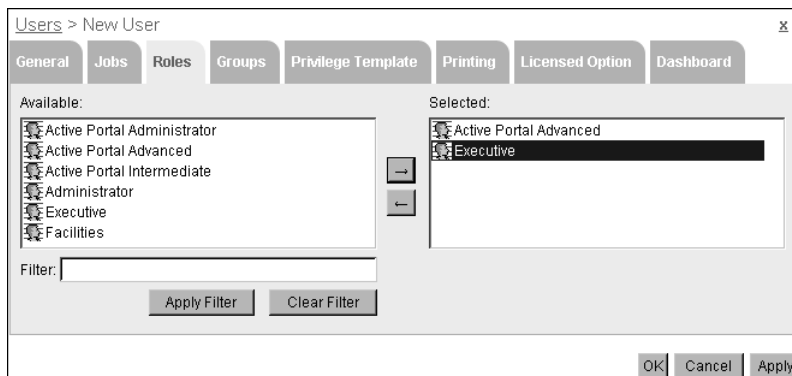 Users > New User x
General Jobs Roles Groups Privilege Template Printing Licensed Option Dashboard
Available: Selected:
Active Portal Administrator Active Portal Advanced
Active Portal Advanced Executive
Active Portal Intermediate →
Administrator
Executive ←
Facilities
Filter:
Apply Filter Clear Filter
OK Cancel Apply